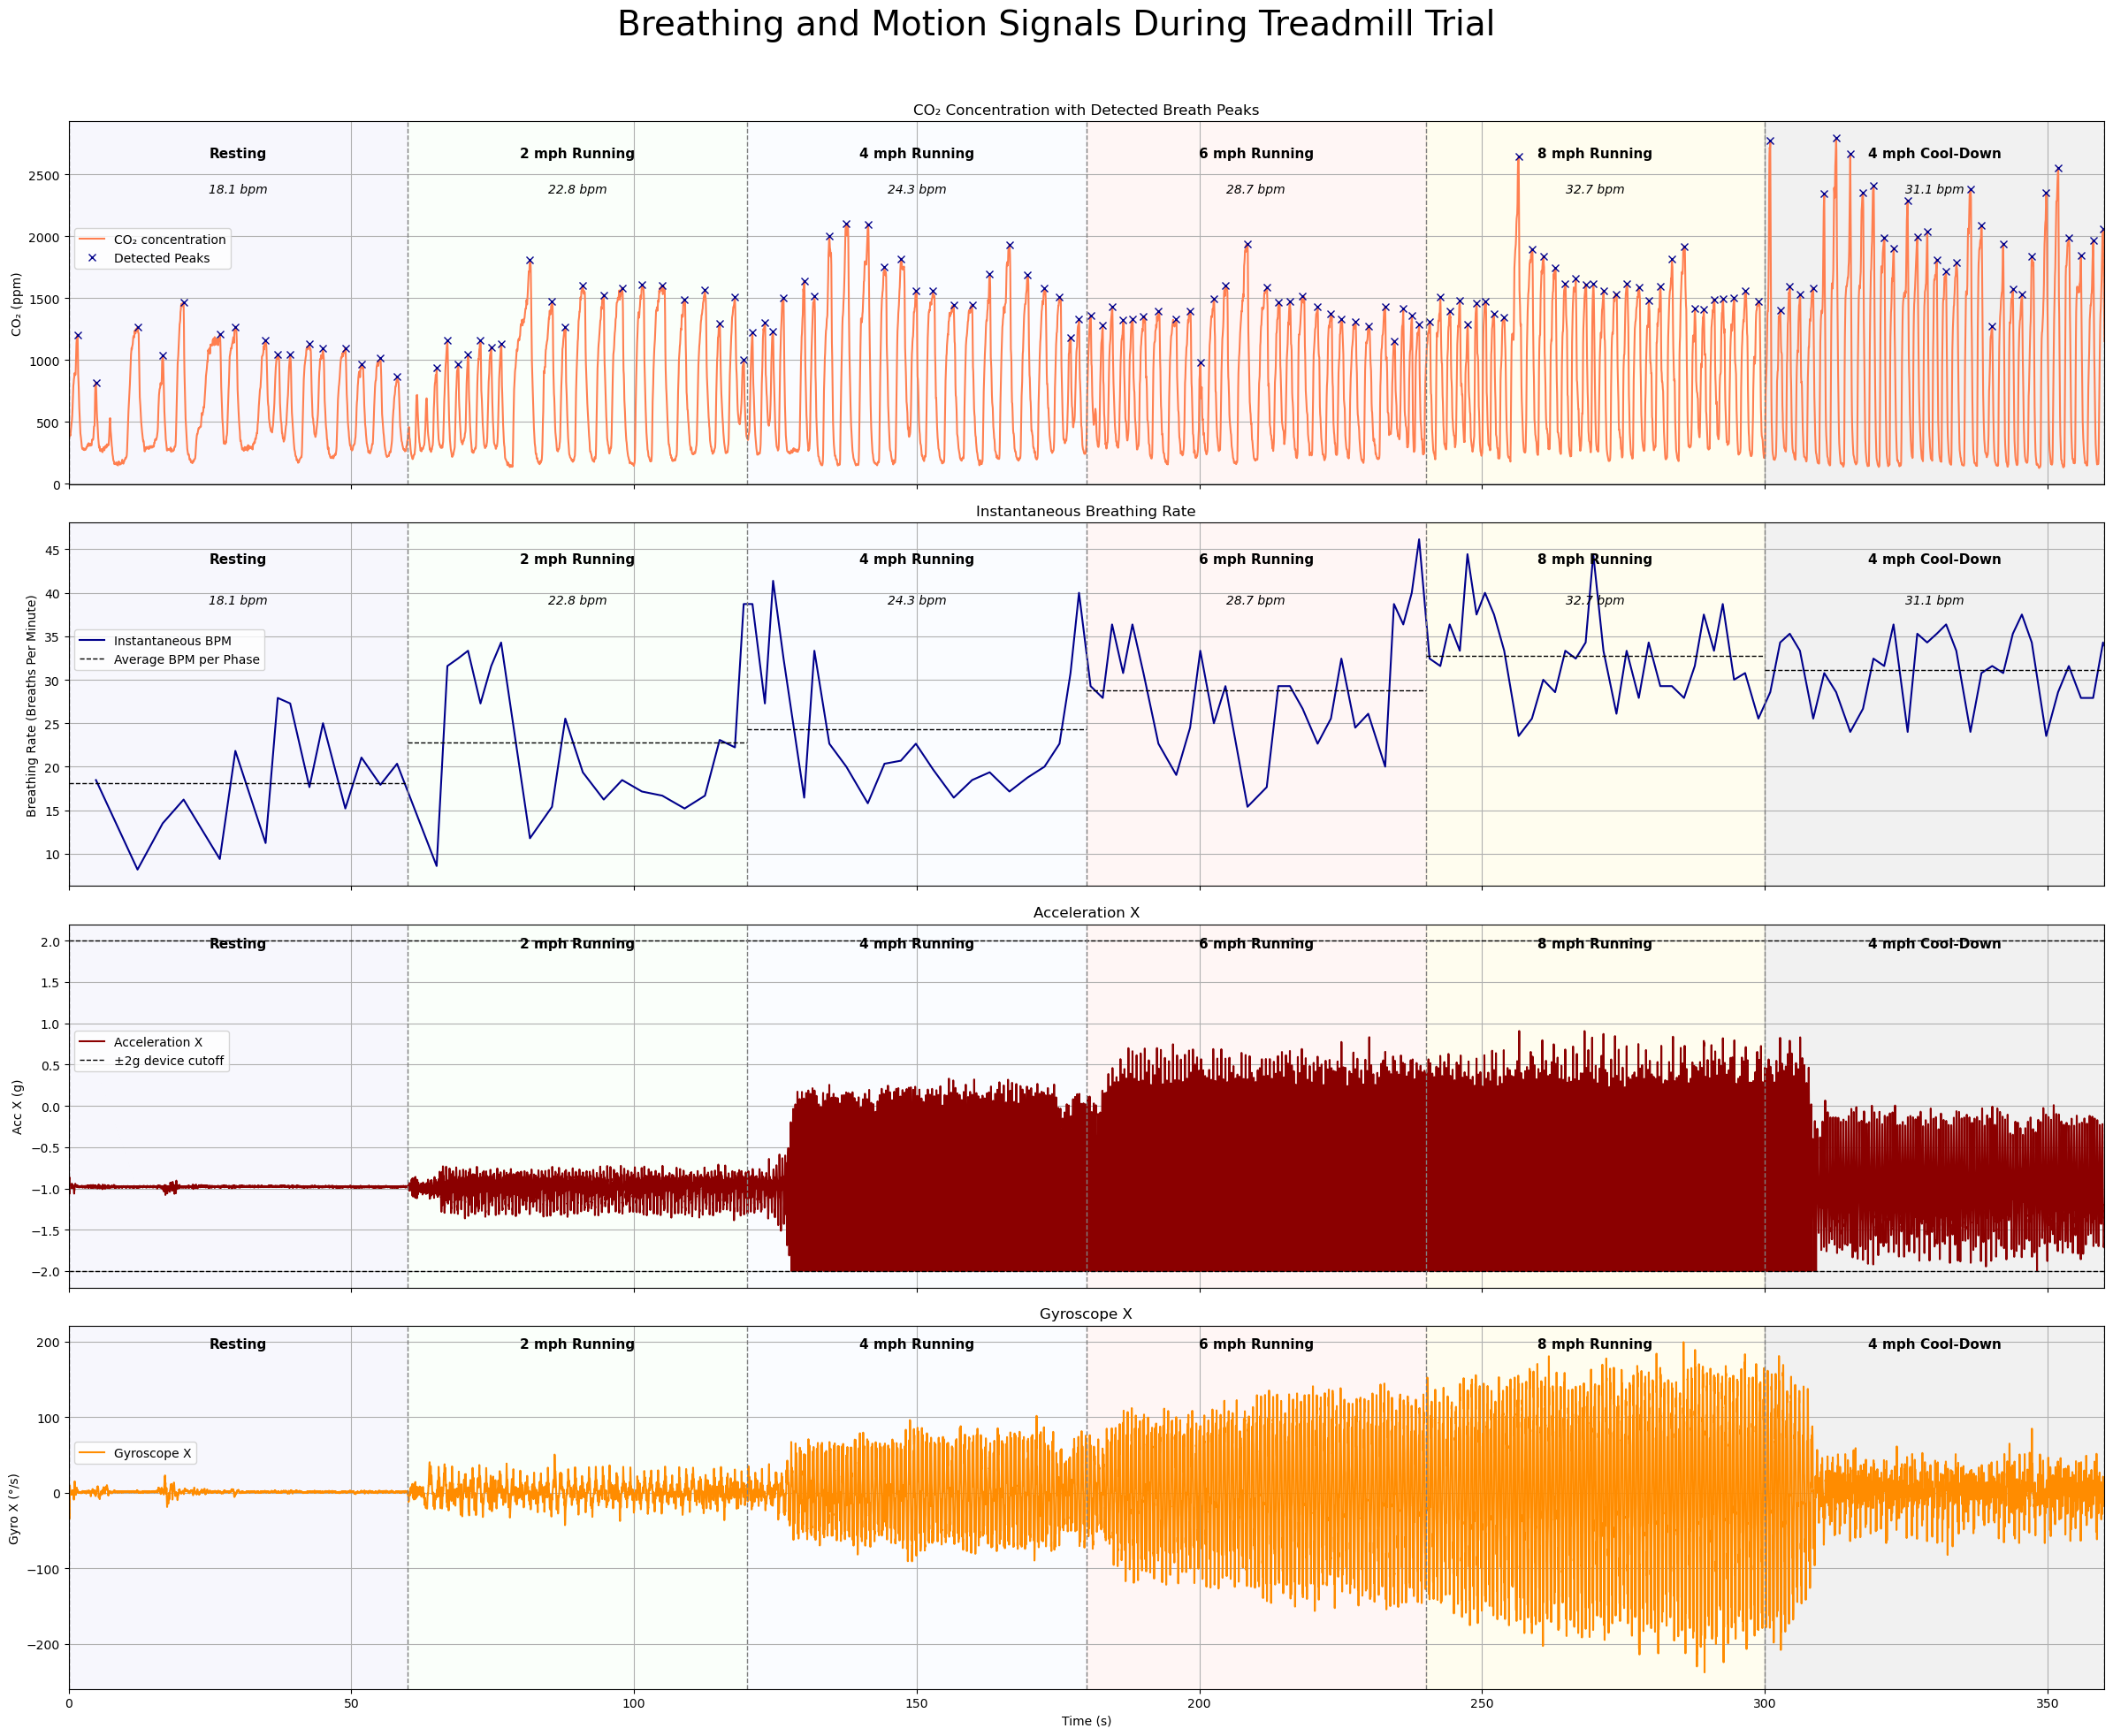 Breathing and Motion Signals During Treadmill Trial
CO₂ Concentration with Detected Breath Peaks
Resting
2 mph Running
4 mph Running
6 mph Running
8 mph Running
4 mph Cool-Down
18.1 bpm
22.8 bpm
24.3 bpm
28.7 bpm
32.7 bpm
31.1 bpm
CO₂ concentration
Detected Peaks
CO₂ (ppm)
2500
2000
1500
1000
500
0
Instantaneous Breathing Rate
Resting
2 mph Running
4 mph Running
6 mph Running
8 mph Running
4 mph Cool-Down
18.1 bpm
22.8 bpm
24.3 bpm
28.7 bpm
32.7 bpm
31.1 bpm
Instantaneous BPM
Average BPM per Phase
Breathing Rate (Breaths Per Minute)
45
40
35
30
25
20
15
10
Acceleration X
Resting
2 mph Running
4 mph Running
6 mph Running
8 mph Running
4 mph Cool-Down
Acceleration X
±2g device cutoff
Acc X (g)
2.0
1.5
1.0
0.5
0.0
−0.5
−1.0
−1.5
−2.0
Gyroscope X
Resting
2 mph Running
4 mph Running
6 mph Running
8 mph Running
4 mph Cool-Down
Gyroscope X
Gyro X (°/s)
200
100
0
−100
−200
0
50
100
150
200
250
300
350
Time (s)